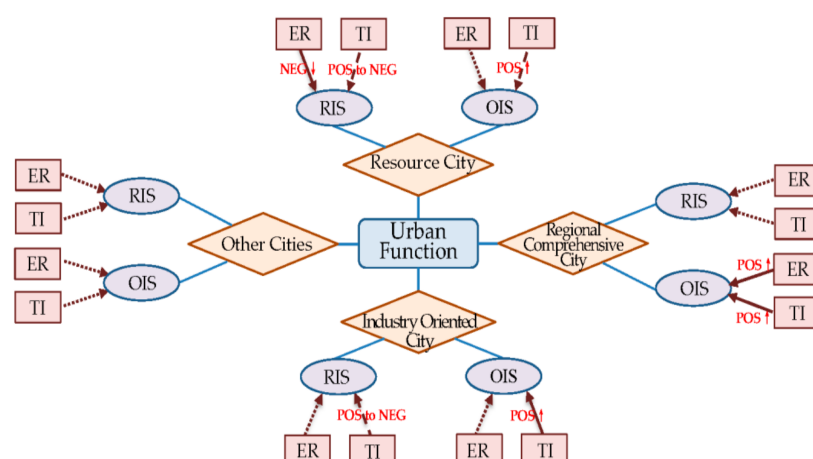 ER
TI
ER
TI
NEG ↓
POS to NEG
POS ↑
RIS
OIS
Resource City
ER
RIS
TI
ER
OIS
TI
Other Cities
Urban
Function
Regional
Comprehensive
City
RIS
ER
TI
OIS
POS ↑
ER
POS ↑
TI
Industry Oriented
City
RIS
OIS
POS to NEG
POS ↑
ER
TI
ER
TI